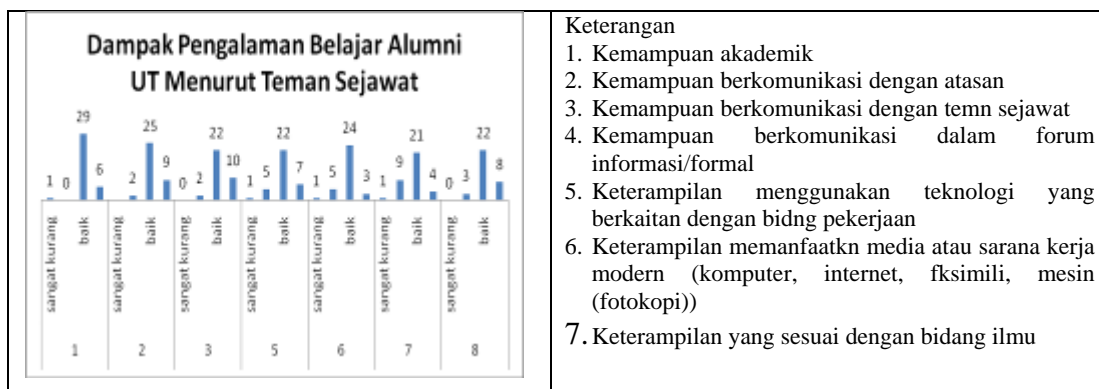 Dampak Pengalaman Belajar Alumni
UT Menurut Teman Sejawat
1 0 29 6 2 25 9 0 2 22 10 1 5 22 7 1 5 24 3 1 9 21 4 0 3 22 8
sangat kurang baik sangat kurang baik sangat kurang baik sangat kurang baik sangat kurang baik sangat kurang baik sangat kurang baik
1 2 3 5 6 7 8
Keterangan
1. Kemampuan akademik
2. Kemampuan berkomunikasi dengan atasan
3. Kemampuan berkomunikasi dengan temn sejawat
4. Kemampuan berkomunikasi dalam forum
informasi/formal
5. Keterampilan menggunakan teknologi yang
berkaitan dengan bidng pekerjaan
6. Keterampilan memanfaatkn media atau sarana kerja
modern (komputer, internet, fksimili, mesin
(fotokopi))
7. Keterampilan yang sesuai dengan bidang ilmu